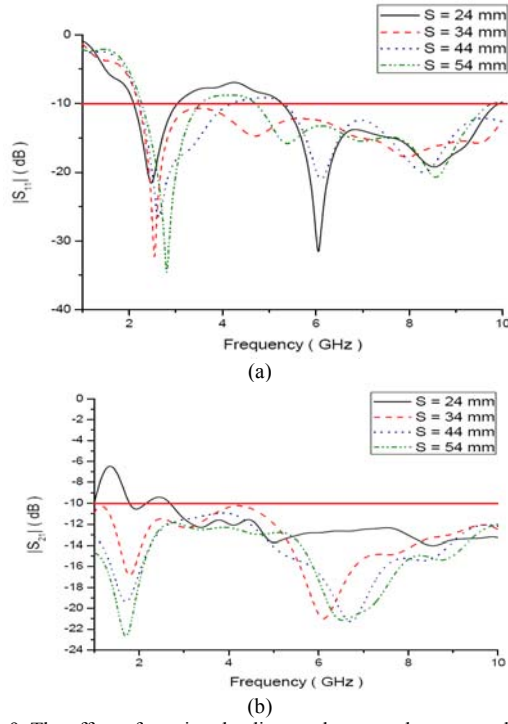 S = 24 mm
S = 34 mm
S = 44 mm
S = 54 mm
0
-10
-20
-30
-40
|S11| ( dB)
2
4
6
8
10
Frequency ( GHz )
(a)
S = 24 mm
S = 34 mm
S = 44 mm
S = 54 mm
0
-2
-4
-6
-8
-10
-12
-14
-16
-18
-20
-22
-24
|S21| ( dB)
2
4
6
8
10
Frequency ( GHz )
(b)